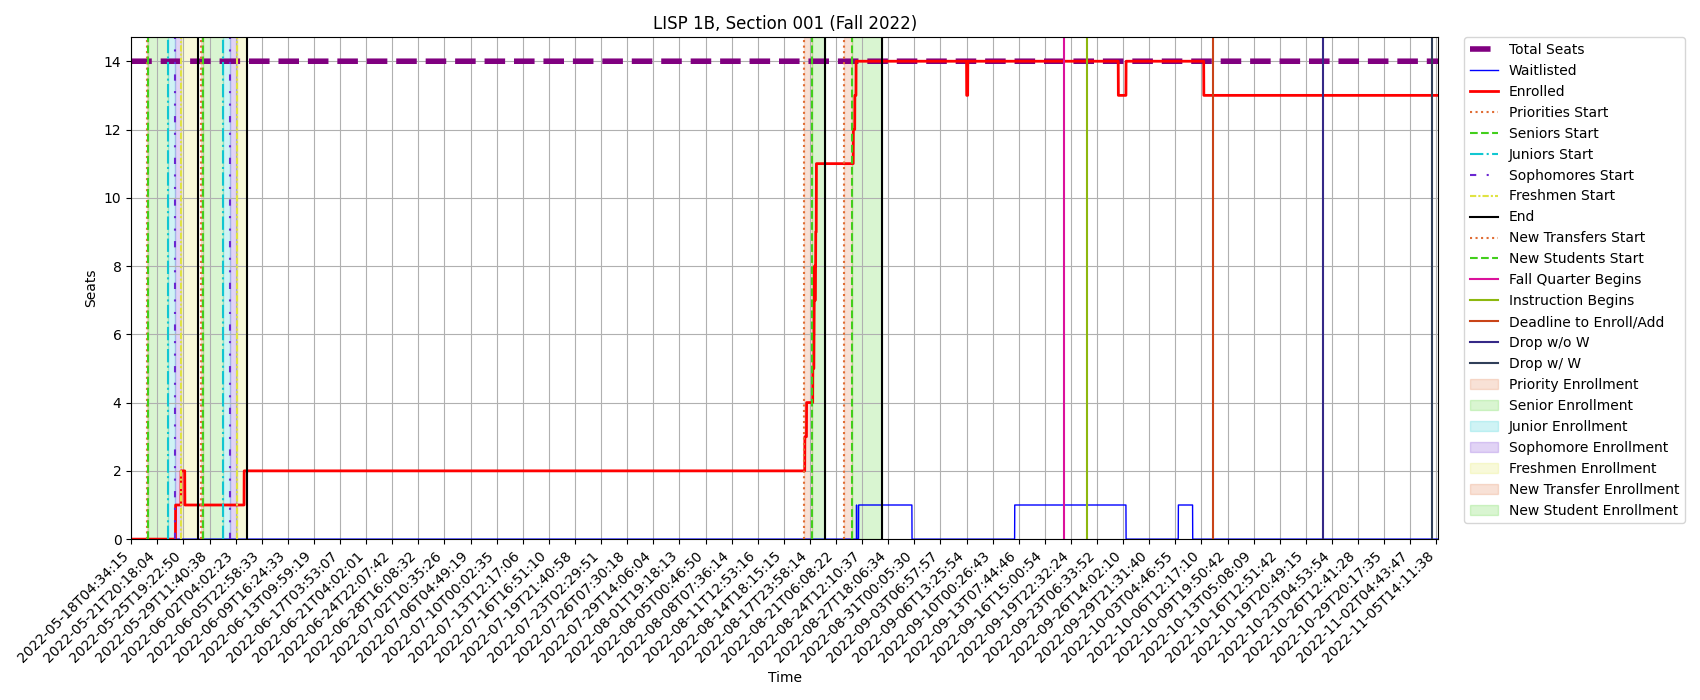 LISP 1B, Section 001 (Fall 2022)
Seats
14
12
10
8
6
4
2
0
2022-05-18T04:34:15
2022-05-21T20:18:04
2022-05-25T19:22:50
2022-05-29T11:40:38
2022-06-02T04:02:23
2022-06-05T22:58:33
2022-06-09T16:24:33
2022-06-13T09:59:19
2022-06-17T03:53:07
2022-06-21T04:02:01
2022-06-24T22:07:42
2022-06-28T16:08:32
2022-07-02T10:35:26
2022-07-06T04:49:19
2022-07-10T00:02:35
2022-07-13T12:17:06
2022-07-16T16:51:10
2022-07-19T21:40:58
2022-07-23T02:29:51
2022-07-26T07:30:18
2022-07-29T14:06:04
2022-08-01T19:18:13
2022-08-05T00:46:50
2022-08-08T07:36:14
2022-08-11T12:53:16
2022-08-14T18:15:15
2022-08-17T23:58:14
2022-08-21T06:08:22
2022-08-24T12:10:37
2022-08-27T18:06:34
2022-08-31T00:05:30
2022-09-03T06:57:57
2022-09-06T13:25:54
2022-09-10T00:26:43
2022-09-13T07:44:46
2022-09-16T15:00:54
2022-09-19T22:32:24
2022-09-23T06:33:52
2022-09-26T14:02:10
2022-09-29T21:31:40
2022-10-03T04:46:55
2022-10-06T12:17:10
2022-10-09T19:50:42
2022-10-13T05:08:09
2022-10-16T12:51:42
2022-10-19T20:49:15
2022-10-23T04:53:54
2022-10-26T12:41:28
2022-10-29T20:17:35
2022-11-02T04:43:47
2022-11-05T14:11:38
Time
Total Seats
Waitlisted
Enrolled
Priorities Start
Seniors Start
Juniors Start
Sophomores Start
Freshmen Start
End
New Transfers Start
New Students Start
Fall Quarter Begins
Instruction Begins
Deadline to Enroll/Add
Drop w/o W
Drop w/ W
Priority Enrollment
Senior Enrollment
Junior Enrollment
Sophomore Enrollment
Freshmen Enrollment
New Transfer Enrollment
New Student Enrollment